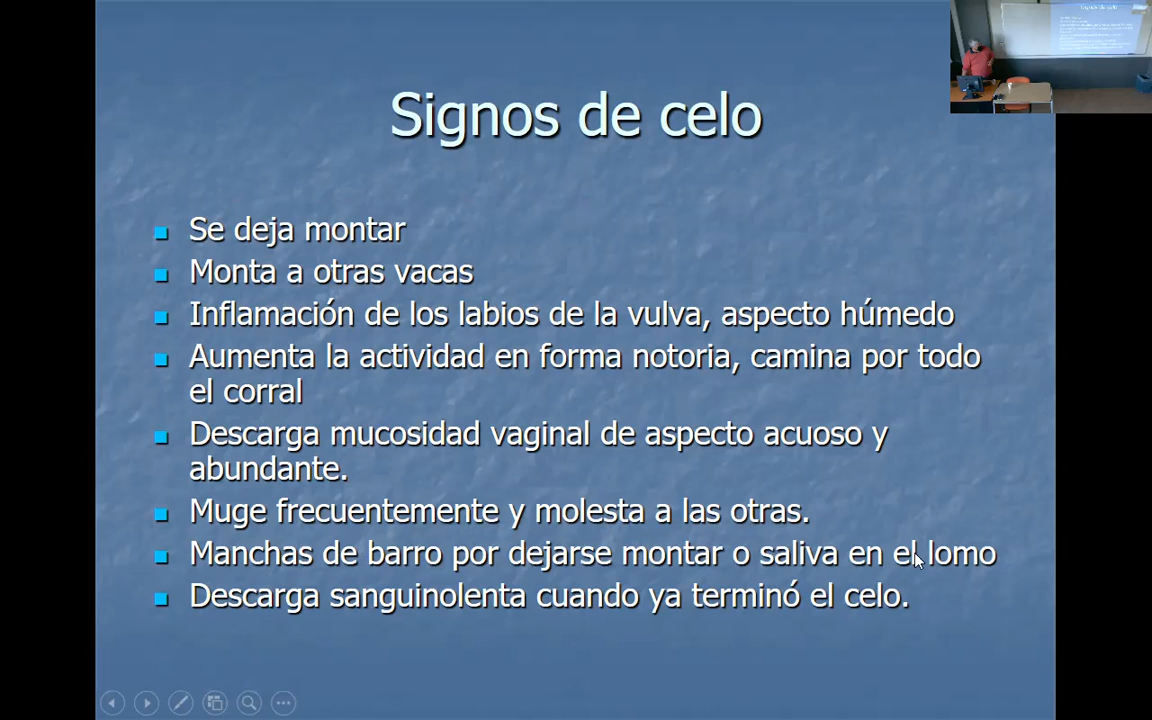 Signos de celo
Se deja montar
Monta a otras vacas
Inflamación de los labios de la vulva, aspecto húmedo
Aumenta la actividad en forma notoria, camina por todo
el corral
Descarga mucosidad vaginal de aspecto acuoso y
abundante.
Muge frecuentemente y molesta a las otras.
Manchas de barro por dejarse montar o saliva en el lomo
Descarga sanguinolenta cuando ya terminó el celo.
Signos de celo